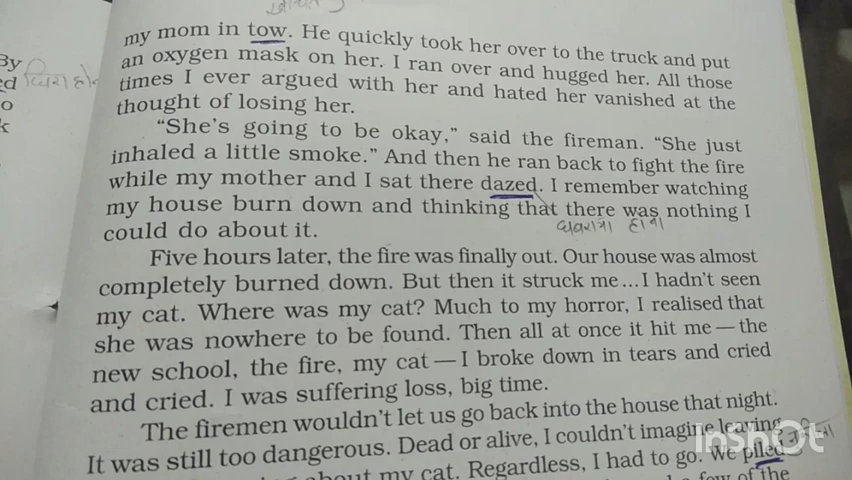 By
my mom in tow. He quickly took her over to the truck and put
an oxygen mask on her. I ran over and hugged her. All those
times I ever argued with her and hated her vanished at the
thought of losing her.
"She's going to be okay," said the fireman. "She just
inhaled a little smoke." And then he ran back to fight the fire
while my mother and I sat there dazed. I remember watching
my house burn down and thinking that there was nothing I
could do about it.
Five hours later, the fire was finally out. Our house was almost
completely burned down. But then it struck me... I hadn't seen
my cat. Where was my cat? Much to my horror, I realised that
she was nowhere to be found. Then all at once it hit me — the
new school, the fire, my cat — I broke down in tears and cried
and cried. I was suffering loss, big time.
The firemen wouldn't let us go back into the house that night.
It was still too dangerous. Dead or alive, I couldn't imagine leaving
about my cat. Regardless, I had to go. We piled
a few of the
InShOt